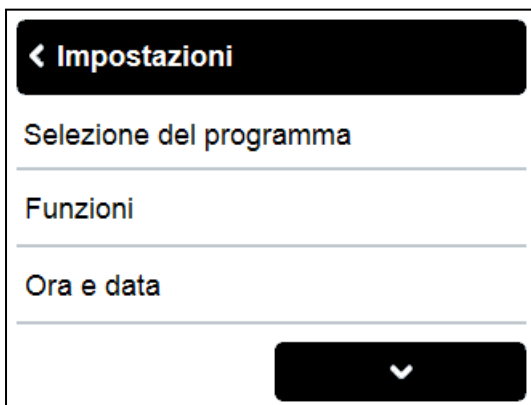 Impostazioni
Selezione del programma
Funzioni
Ora e data